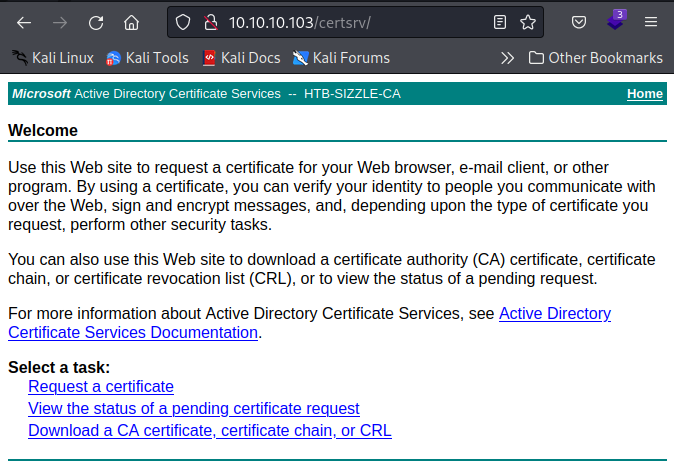 10.10.10.103/certsrv/
3
Kali Linux Kali Tools Kali Docs Kali Forums Other Bookmarks
Microsoft Active Directory Certificate Services -- HTB-SIZZLE-CA Home
Welcome
Use this Web site to request a certificate for your Web browser, e-mail client, or other
program. By using a certificate, you can verify your identity to people you communicate with
over the Web, sign and encrypt messages, and, depending upon the type of certificate you
request, perform other security tasks.
You can also use this Web site to download a certificate authority (CA) certificate, certificate
chain, or certificate revocation list (CRL), or to view the status of a pending request.
For more information about Active Directory Certificate Services, see Active Directory
Certificate Services Documentation.
Select a task:
Request a certificate
View the status of a pending certificate request
Download a CA certificate, certificate chain, or CRL